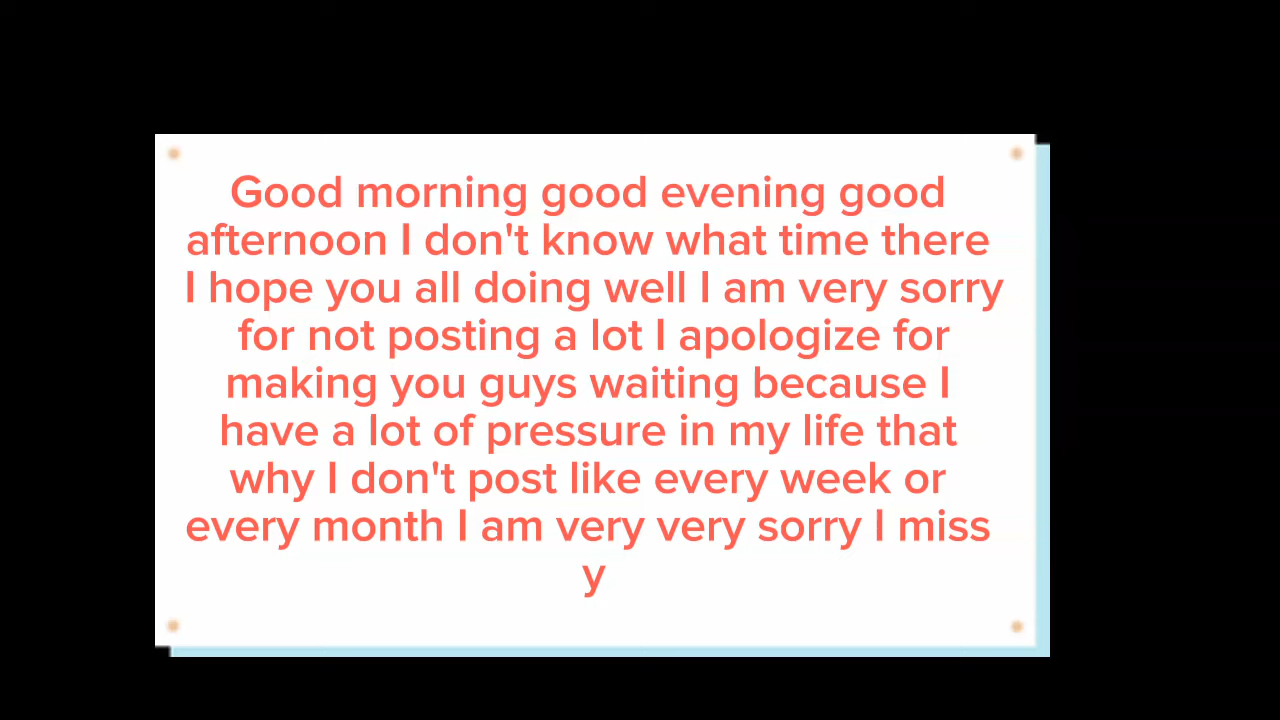 Good morning good evening good
afternoon I don't know what time there
I hope you all doing well I am very sorry
for not posting a lot I apologize for
making you guys waiting because I
have a lot of pressure in my life that
why I don't post like every week or
every month I am very very sorry I miss
y